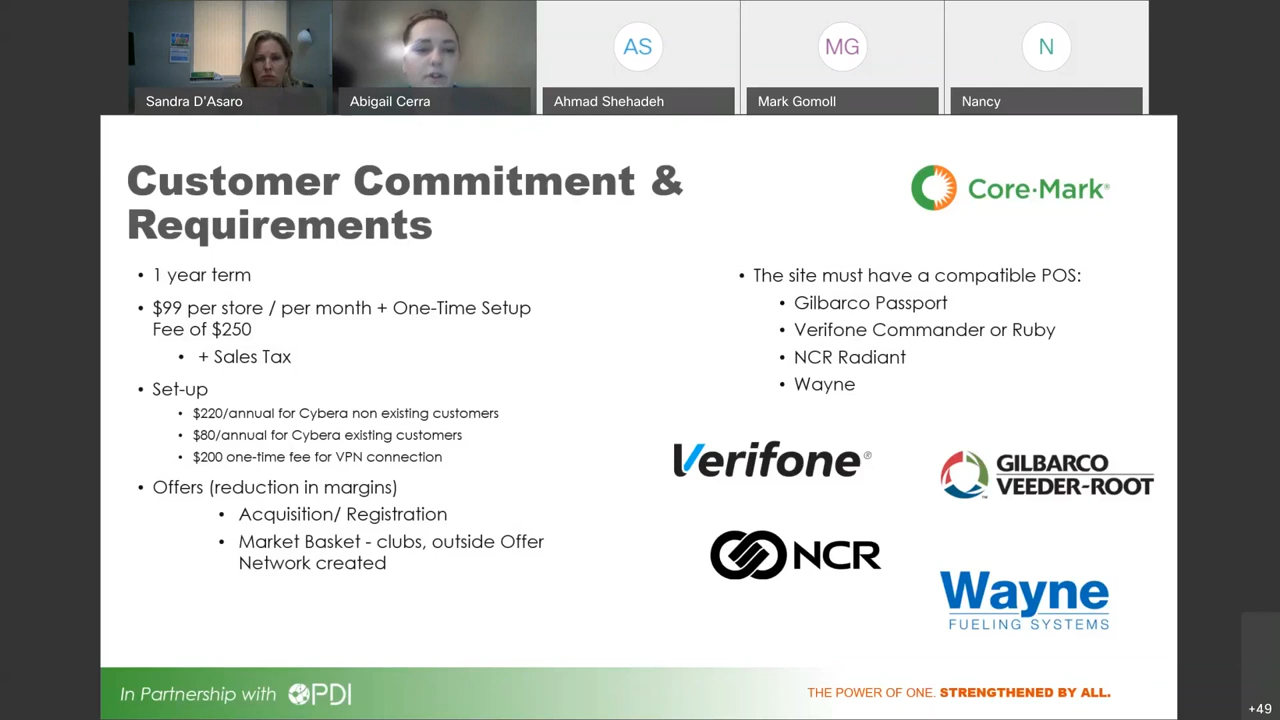 AS
MG
N
Sandra D'Asaro
Abigail Cerra
Ahmad Shehadeh
Mark Gomoll
Nancy
Customer Commitment &
Requirements
Core·Mark®
• 1 year term
• $99 per store / per month + One-Time Setup
Fee of $250
• + Sales Tax
• Set-up
• $220/annual for Cybera non existing customers
• $80/annual for Cybera existing customers
• $200 one-time fee for VPN connection
• Offers (reduction in margins)
• Acquisition/ Registration
• Market Basket - clubs, outside Offer
Network created
• The site must have a compatible POS:
• Gilbarco Passport
• Verifone Commander or Ruby
• NCR Radiant
• Wayne
Verifone®
GILBARCO
VEEDER-ROOT™
NCR
Wayne
FUELING SYSTEMS
In Partnership with PDI
THE POWER OF ONE. STRENGTHENED BY ALL.
+49